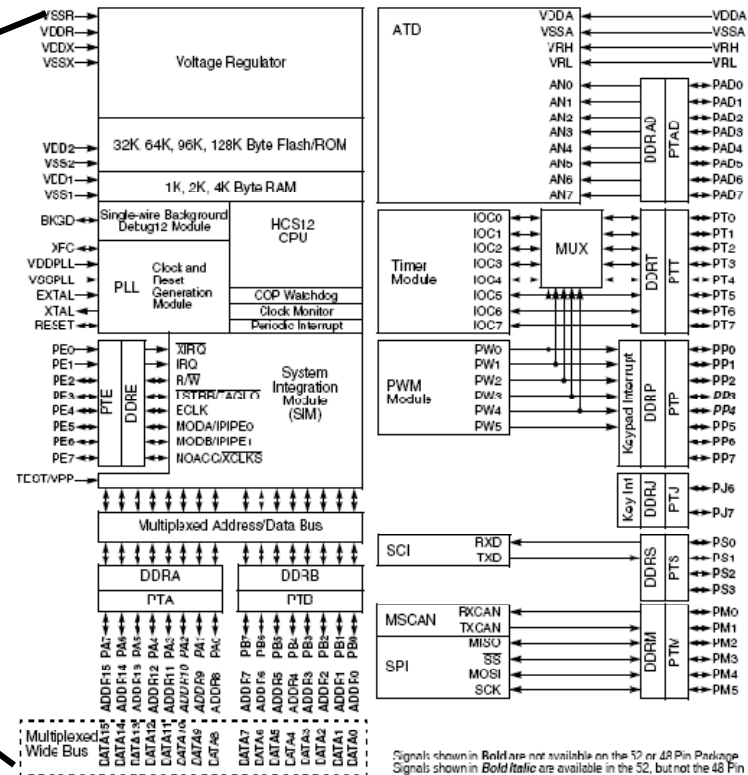 VSSR
VDDR
VDDX
VSSX
Voltage Regulator
VDD2
VSS2
32K, 64K, 96K, 128K Byte Flash/ROM
VDD1
VSS1
1K, 2K, 4K Byte RAM
BKGD
Single-wire Background
Debug12 Module
HCS12
CPU
XFC
VDDPLL
VSSPLL
EXTAL
XTAL
RESET
PLL
Clock and
Reset
Generation
Module
COP Watchdog
Clock Monitor
Periodic Interrupt
PE0
PE1
PE2
PE3
PE4
PE5
PE6
PE7
PTE
DDRE
XIRQ
IRQ
R/W
LSTRB/TAGLO
ECLK
MODA/IPIPE0
MODB/IPIPE1
NOACC/XCLKS
System
Integration
Module
(SIM)
TEST/VPP
Multiplexed Address/Data Bus
DDRA
DDRB
PTA
PTB
PA7
PA6
PA5
PA4
PA3
PA2
PA1
PA0
PB7
PB6
PB5
PB4
PB3
PB2
PB1
PB0
ADDR15
ADDR14
ADDR13
ADDR12
ADDR11
ADDR10
ADDR9
ADDR8
ADDR7
ADDR6
ADDR5
ADDR4
ADDR3
ADDR2
ADDR1
ADDR0
Multiplexed
Wide Bus
DATA15
DATA14
DATA13
DATA12
DATA11
DATA10
DATA9
DATA8
DATA7
DATA6
DATA5
DATA4
DATA3
DATA2
DATA1
DATA0
ATD
VDDA
VSSA
VRH
VRL
VDDA
VSSA
VRH
VRL
AN0
AN1
AN2
AN3
AN4
AN5
AN6
AN7
DDRAD
PTAD
PAD0
PAD1
PAD2
PAD3
PAD4
PAD5
PAD6
PAD7
Timer
Module
IOC0
IOC1
IOC2
IOC3
IOC4
IOC5
IOC6
IOC7
MUX
DDRT
PTT
PT0
PT1
PT2
PT3
PT4
PT5
PT6
PT7
PWM
Module
PW0
PW1
PW2
PW3
PW4
PW5
Keypad Interrupt
DDRP
PTP
PP0
PP1
PP2
PP3
PP4
PP5
PP6
PP7
Key Int
DDRJ
PTJ
PJ6
PJ7
SCI
RXD
TXD
DDRS
PTS
PS0
PS1
PS2
PS3
MSCAN
RXCAN
TXCAN
SPI
MISO
SS
MOSI
SCK
DDRM
PTM
PM0
PM1
PM2
PM3
PM4
PM5
Signals shown in Bold are not available on the 52 or 48 Pin Package
Signals shown in Bold Italic are available in the 52, but not the 48 Pin